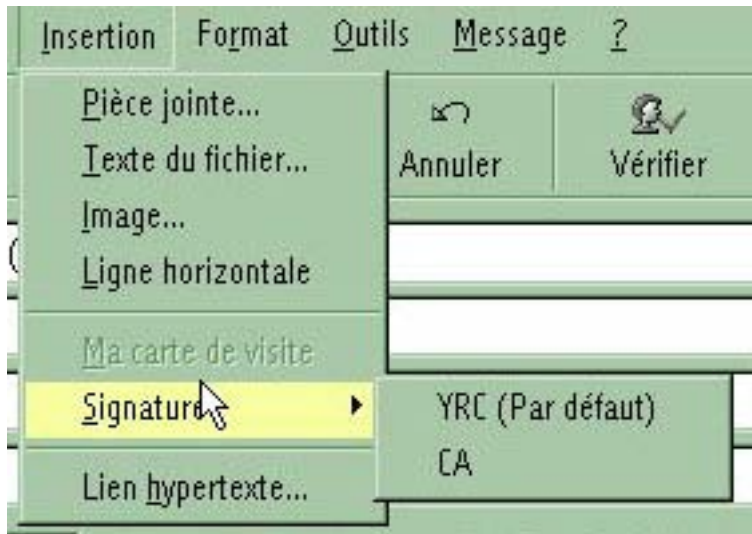 Insertion Format Outils Message ?
Pièce jointe...
Texte du fichier...
Image...
Ligne horizontale
Ma carte de visite
Signature
Lien hypertexte...
Annuler
Vérifier
YRC (Par défaut)
CA